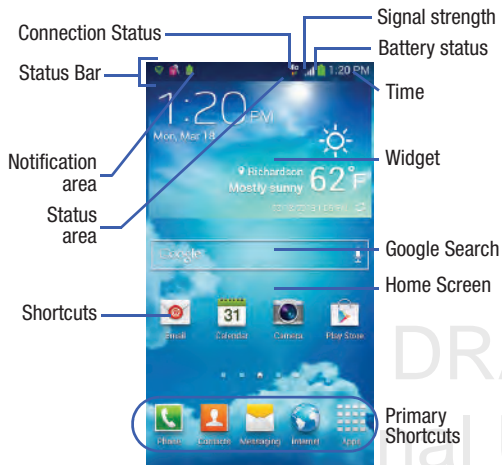 Connection Status
Signal strength
Battery status
Status Bar
1:20 PM
Time
1:20 PM
Mon, Mar 18
Notification
area
Widget
Richardson
Mostly sunny
62°F
Status
area
Google
Google Search
Home Screen
Shortcuts
31
Email
Calendar
Camera
Play Store
DRA
Primary
Shortcuts
Phone
Contacts
Messaging
Internet
Apps
nal